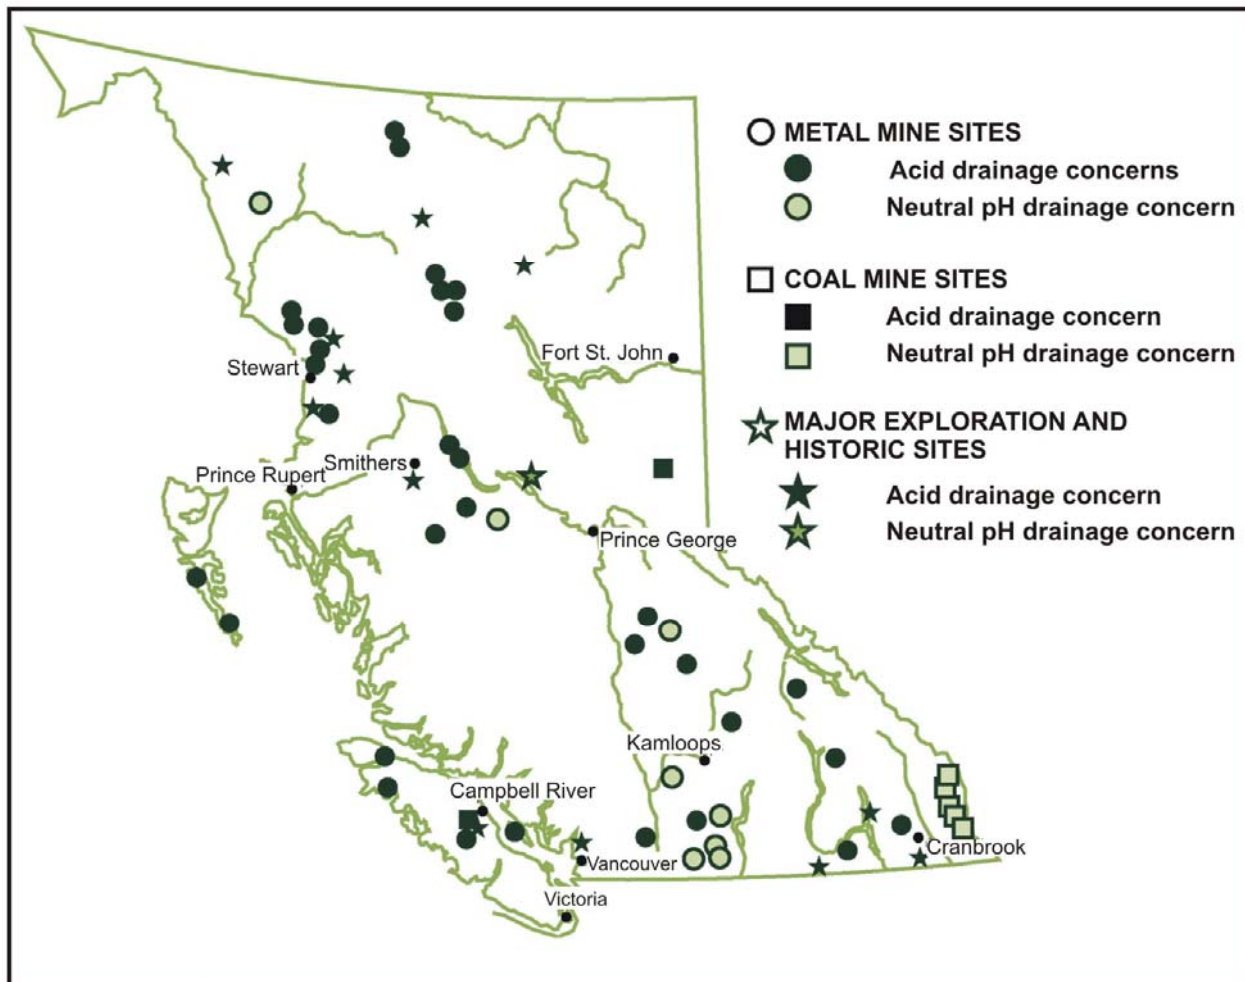 METAL MINE SITES
Acid drainage concerns
Neutral pH drainage concern
COAL MINE SITES
Acid drainage concern
Neutral pH drainage concern
MAJOR EXPLORATION AND
HISTORIC SITES
Acid drainage concern
Neutral pH drainage concern
Fort St. John
Stewart
Smithers
Prince Rupert
Prince George
Kamloops
Campbell River
Cranbrook
Vancouver
Victoria